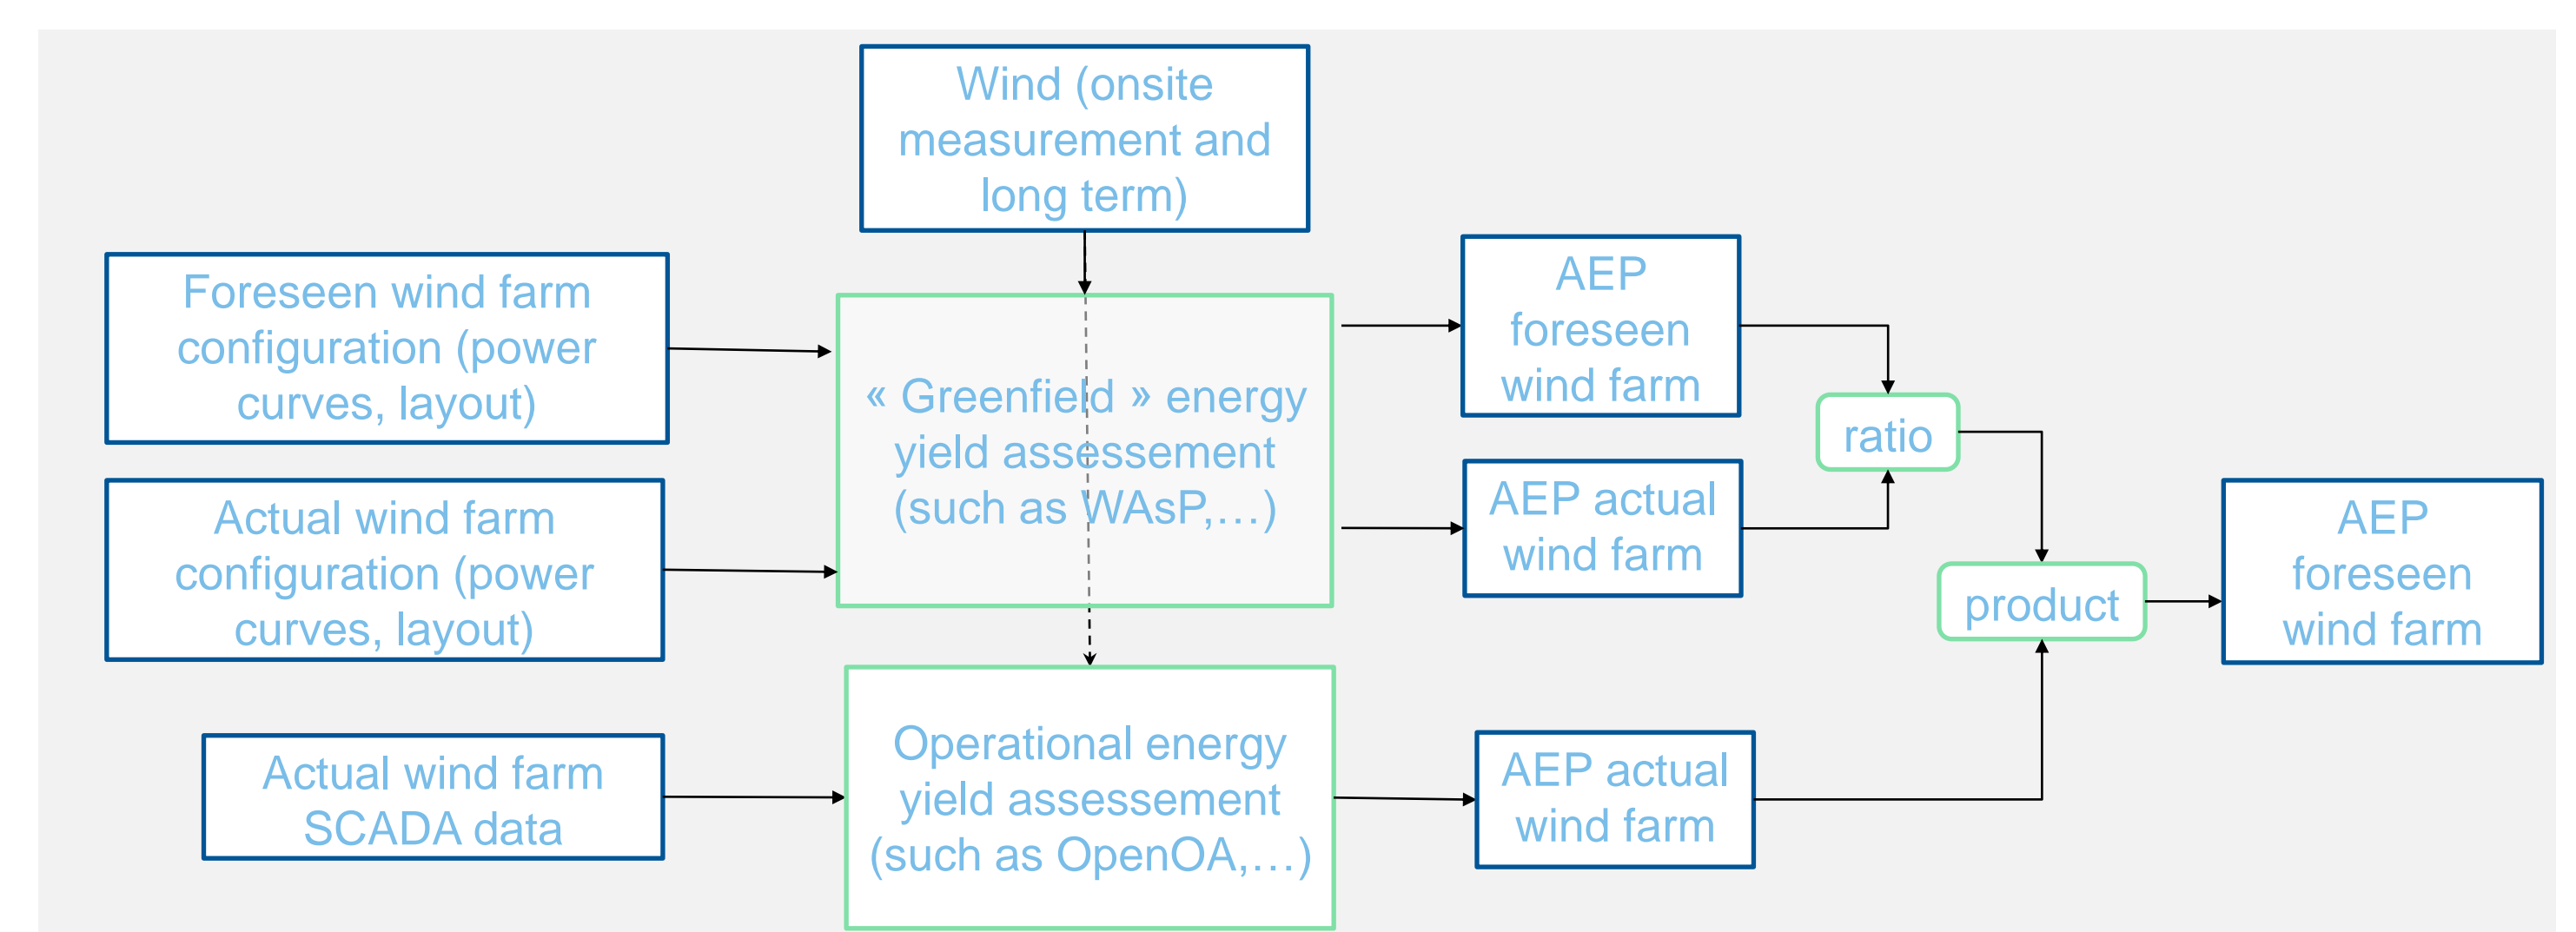 Wind (onsite
measurement and
long term)
Foreseen wind farm
configuration (power
curves, layout)
Actual wind farm
configuration (power
curves, layout)
Actual wind farm
SCADA data
« Greenfield » energy
yield assessement
(such as WAsP,…)
Operational energy
yield assessement
(such as OpenOA,…)
AEP
foreseen
wind farm
AEP actual
wind farm
AEP actual
wind farm
ratio
product
AEP
foreseen
wind farm